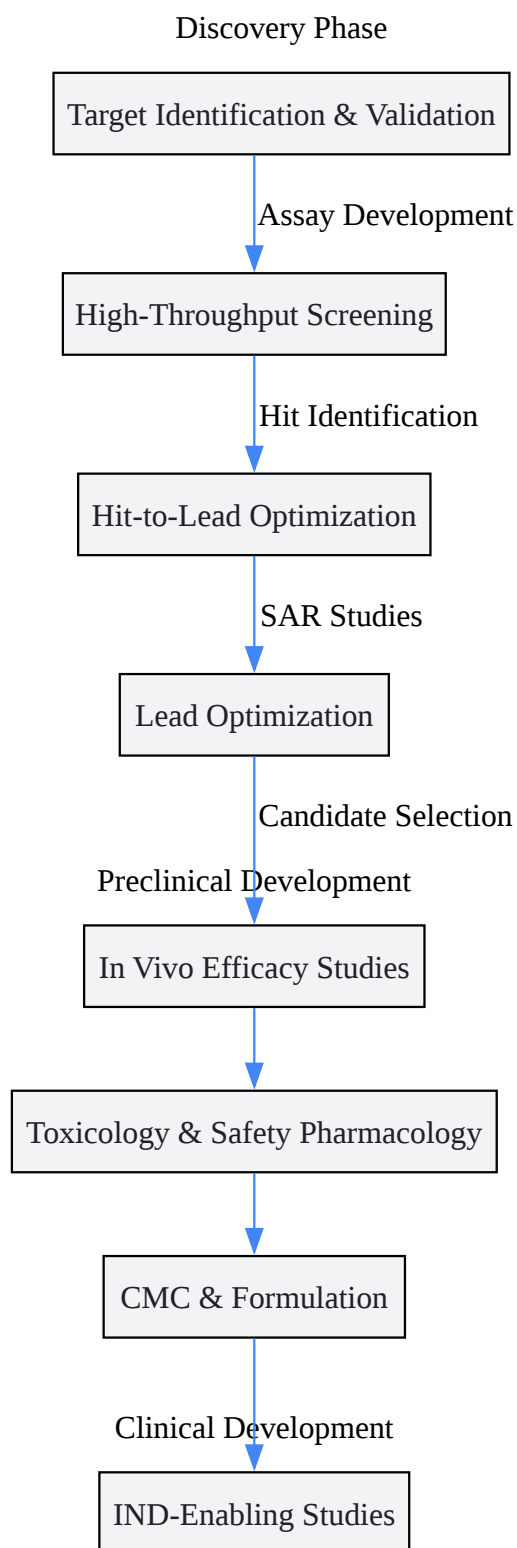 Discovery Phase
Target Identification & Validation
Assay Development
High-Throughput Screening
Hit Identification
Hit-to-Lead Optimization
SAR Studies
Lead Optimization
Candidate Selection
Preclinical Development
In Vivo Efficacy Studies
Toxicology & Safety Pharmacology
CMC & Formulation
Clinical Development
IND-Enabling Studies